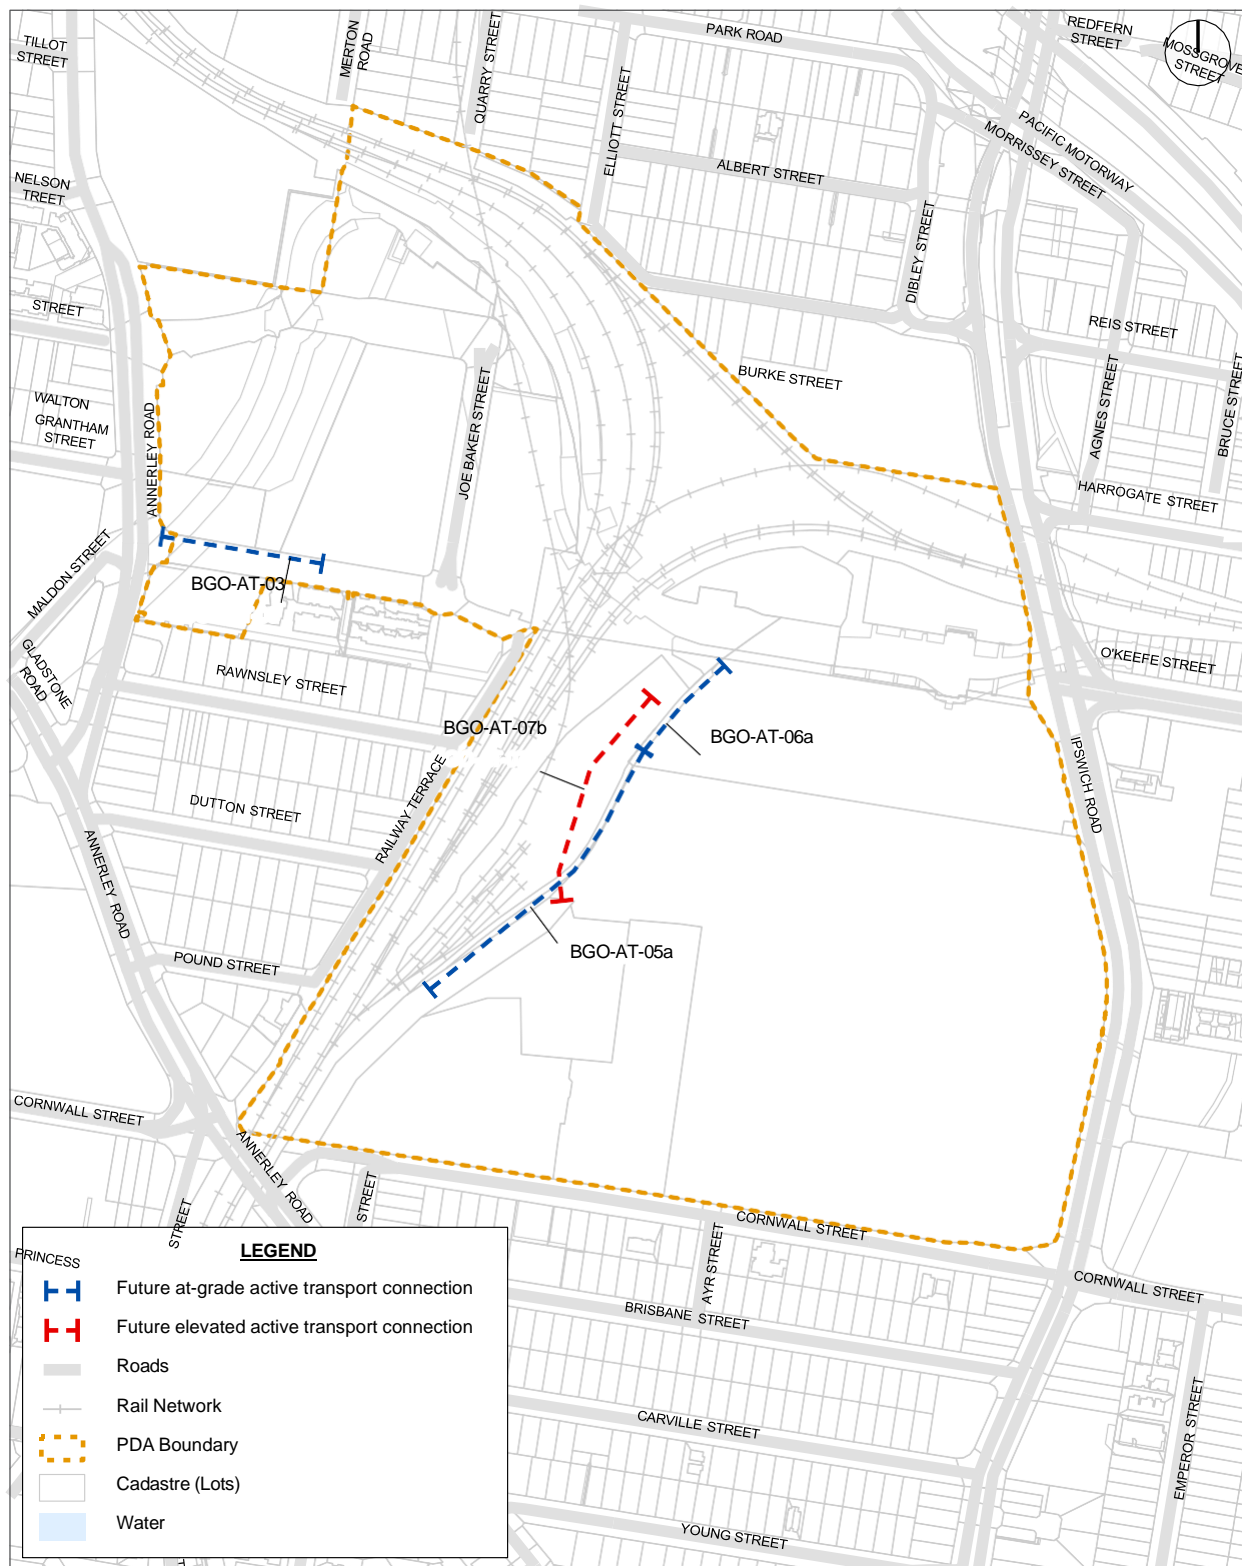 TILLOT
STREET
MERTON
ROAD
QUARRY STREET
PARK ROAD
REDFERN
STREET
MOSSGROVE
STREET
ELLIOTT STREET
PACIFIC MOTORWAY
MORRISSEY STREET
ALBERT STREET
NELSON
TREET
DIBLEY STREET
STREET
REIS STREET
BURKE STREET
AGNES STREET
BRUCE STREET
WALTON
GRANTHAM
STREET
ANNERLEY ROAD
JOE BAKER STREET
HARROGATE STREET
MALDON STREET
BGO-AT-03
GLADSTONE
ROAD
RAWNSLEY STREET
O'KEEFE STREET
BGO-AT-07b
BGO-AT-06a
IPSWICH ROAD
RAILWAY TERRACE
DUTTON STREET
ANNERLEY ROAD
BGO-AT-05a
POUND STREET
CORNWALL STREET
ANNERLEY ROAD
STREET
STREET
CORNWALL STREET
AYR STREET
CORNWALL STREET
PRINCESS
BRISBANE STREET
CARVILLE STREET
EMPEROR STREET
YOUNG STREET
LEGEND
Future at-grade active transport connection
Future elevated active transport connection
Roads
Rail Network
PDA Boundary
Cadastre (Lots)
Water